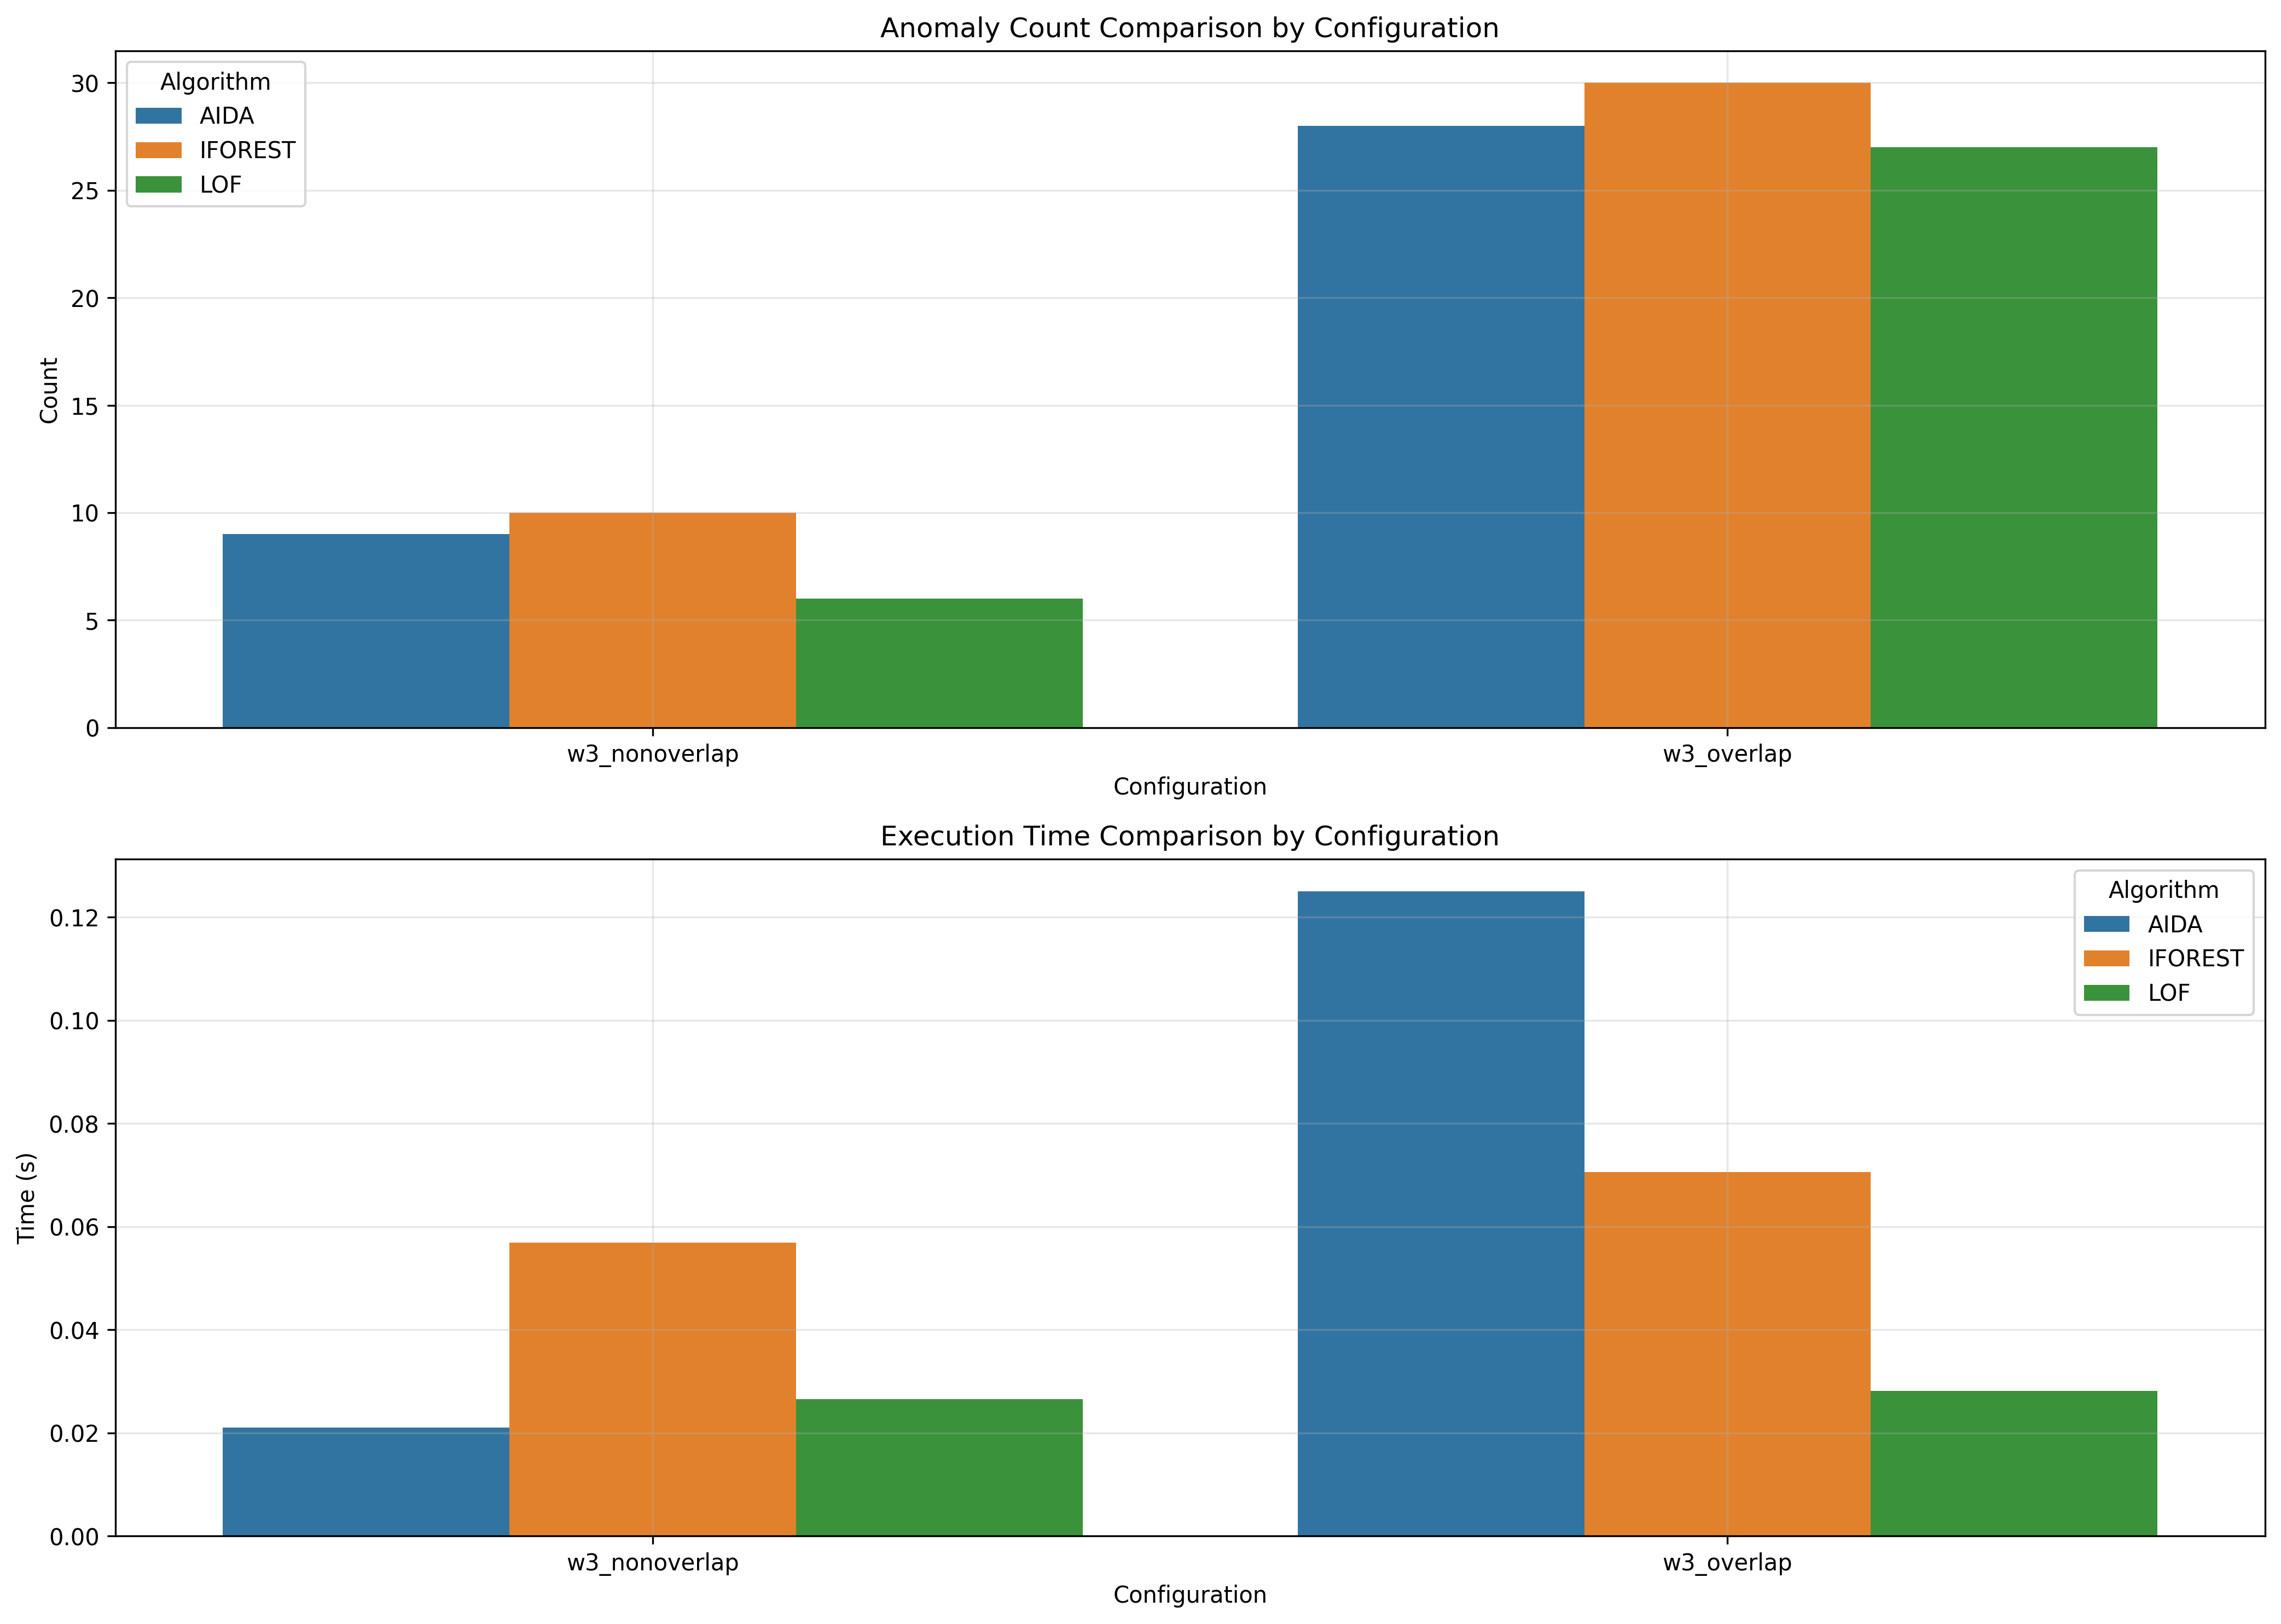 Anomaly Count Comparison by Configuration
Algorithm
AIDA
IFOREST
LOF
30
25
20
15
10
5
0
Count
w3_nonoverlap
w3_overlap
Configuration
Execution Time Comparison by Configuration
Algorithm
AIDA
IFOREST
LOF
0.12
0.10
0.08
0.06
0.04
0.02
0.00
Time (s)
w3_nonoverlap
w3_overlap
Configuration